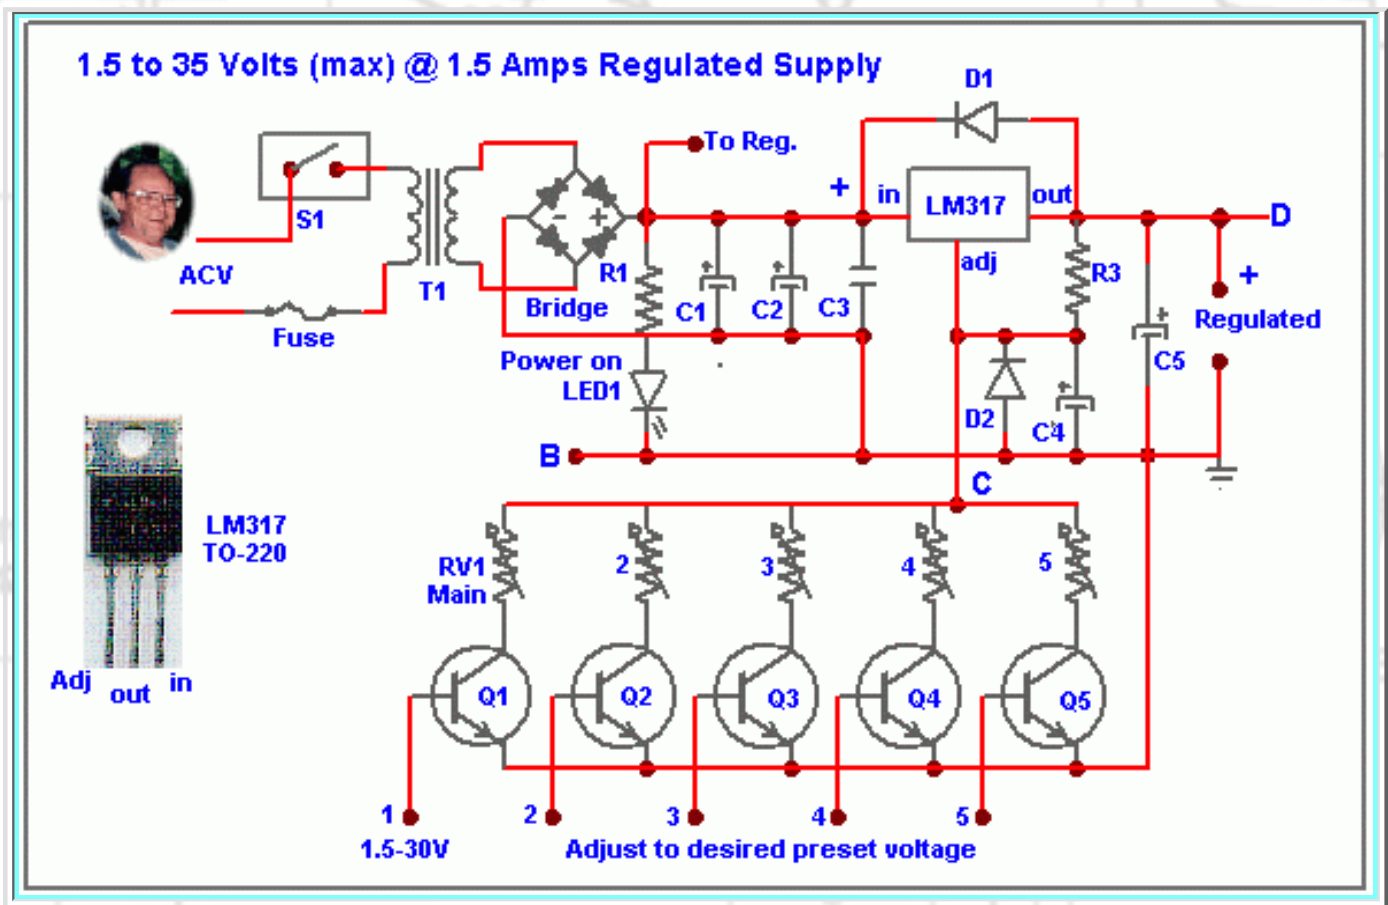 1.5 to 35 Volts (max) @ 1.5 Amps Regulated Supply
D1
To Reg.
+
in
LM317
out
D
S1
ACV
T1
- +
adj
R1
R3
+
Bridge
C1
C2
C3
Fuse
Regulated
Power on
LED1
C5
D2
C4
B
C
LM317
TO-220
RV1
Main
2
3
4
5
Adj
out
in
Q1
Q2
Q3
Q4
Q5
1
2
3
4
5
1.5-30V
Adjust to desired preset voltage